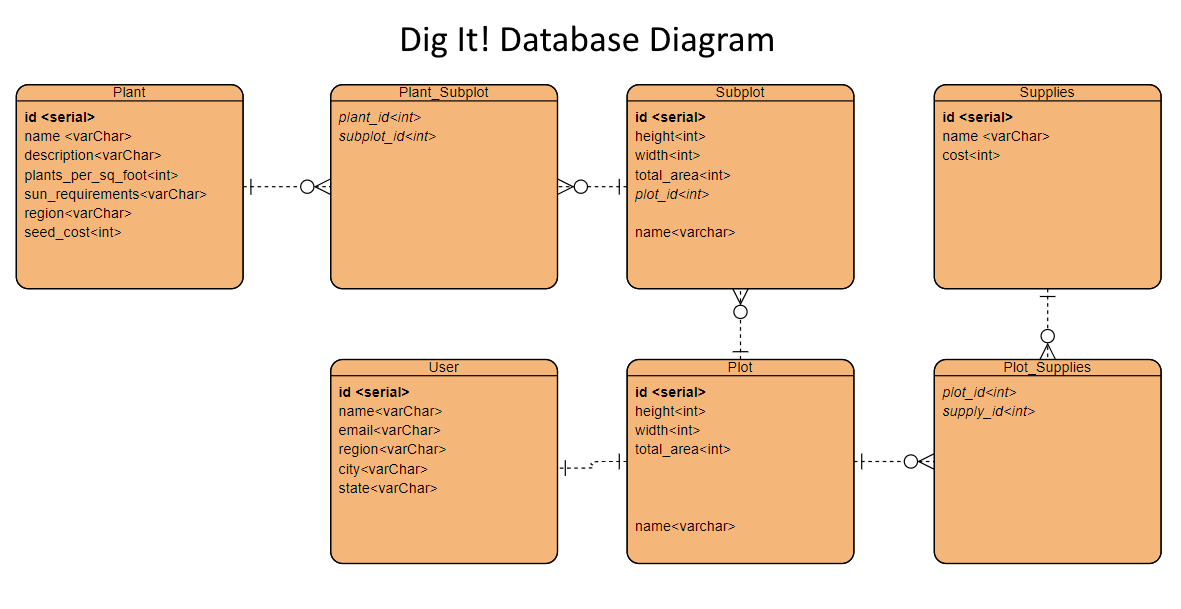 Dig It! Database Diagram
Plant
id <serial>
name <varChar>
description<varChar>
plants_per_sq_foot<int>
sun_requirements<varChar>
region<varChar>
seed_cost<int>
Plant_Subplot
plant_id<int>
subplot_id<int>
Subplot
id <serial>
height<int>
width<int>
total_area<int>
plot_id<int>
name<varchar>
Supplies
id <serial>
name <varChar>
cost<int>
User
id <serial>
name<varChar>
email<varChar>
region<varChar>
city<varChar>
state<varChar>
Plot
id <serial>
height<int>
width<int>
total_area<int>
name<varchar>
Plot_Supplies
plot_id<int>
supply_id<int>